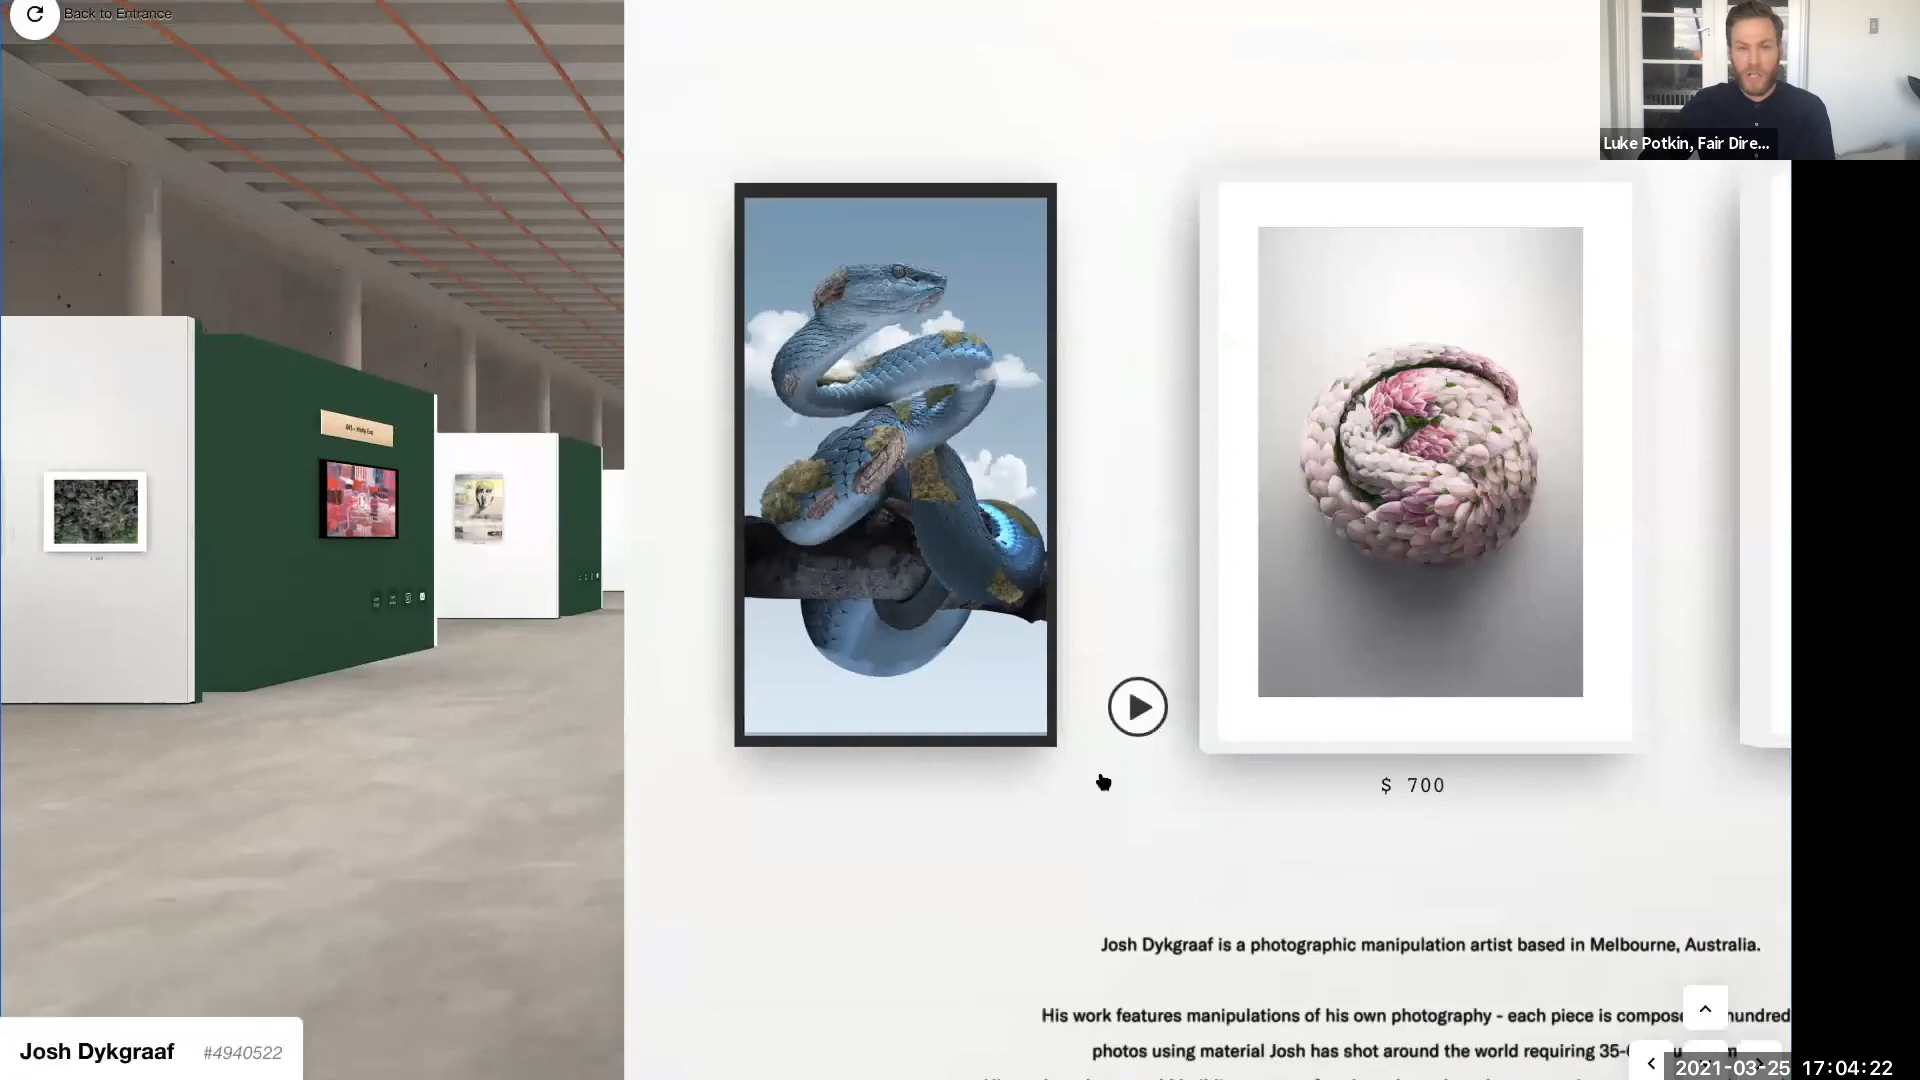 Back to Entrance
Luke Potkin, Fair Dire...
$ 700
Josh Dykgraaf is a photographic manipulation artist based in Melbourne, Australia.
His work features manipulations of his own photography - each piece is compose hundred
photos using material Josh has shot around the world requiring 35-
Josh Dykgraaf #4940522
2021-03-25 17:04:22